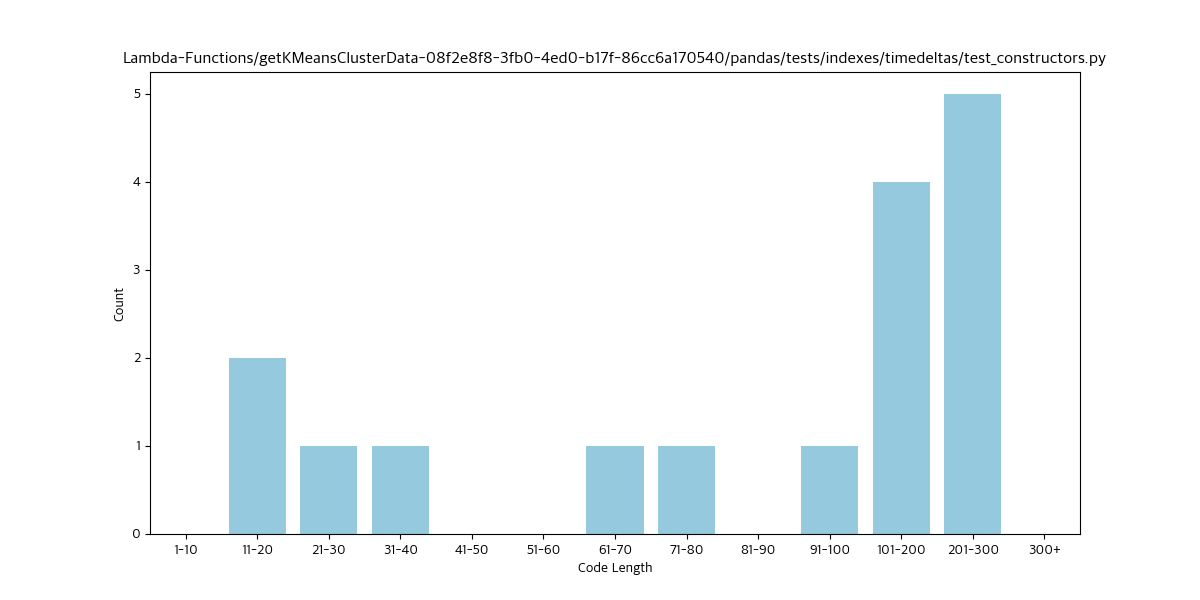 Lambda-Functions/getKMeansClusterData-08f2e8f8-3fb0-4ed0-b17f-86cc6a170540/pandas/tests/indexes/timedeltas/test_constructors.py
5
4
3
2
1
0
Count
1-10 11-20 21-30 31-40 41-50 51-60 61-70 71-80 81-90 91-100 101-200 201-300 300+
Code Length